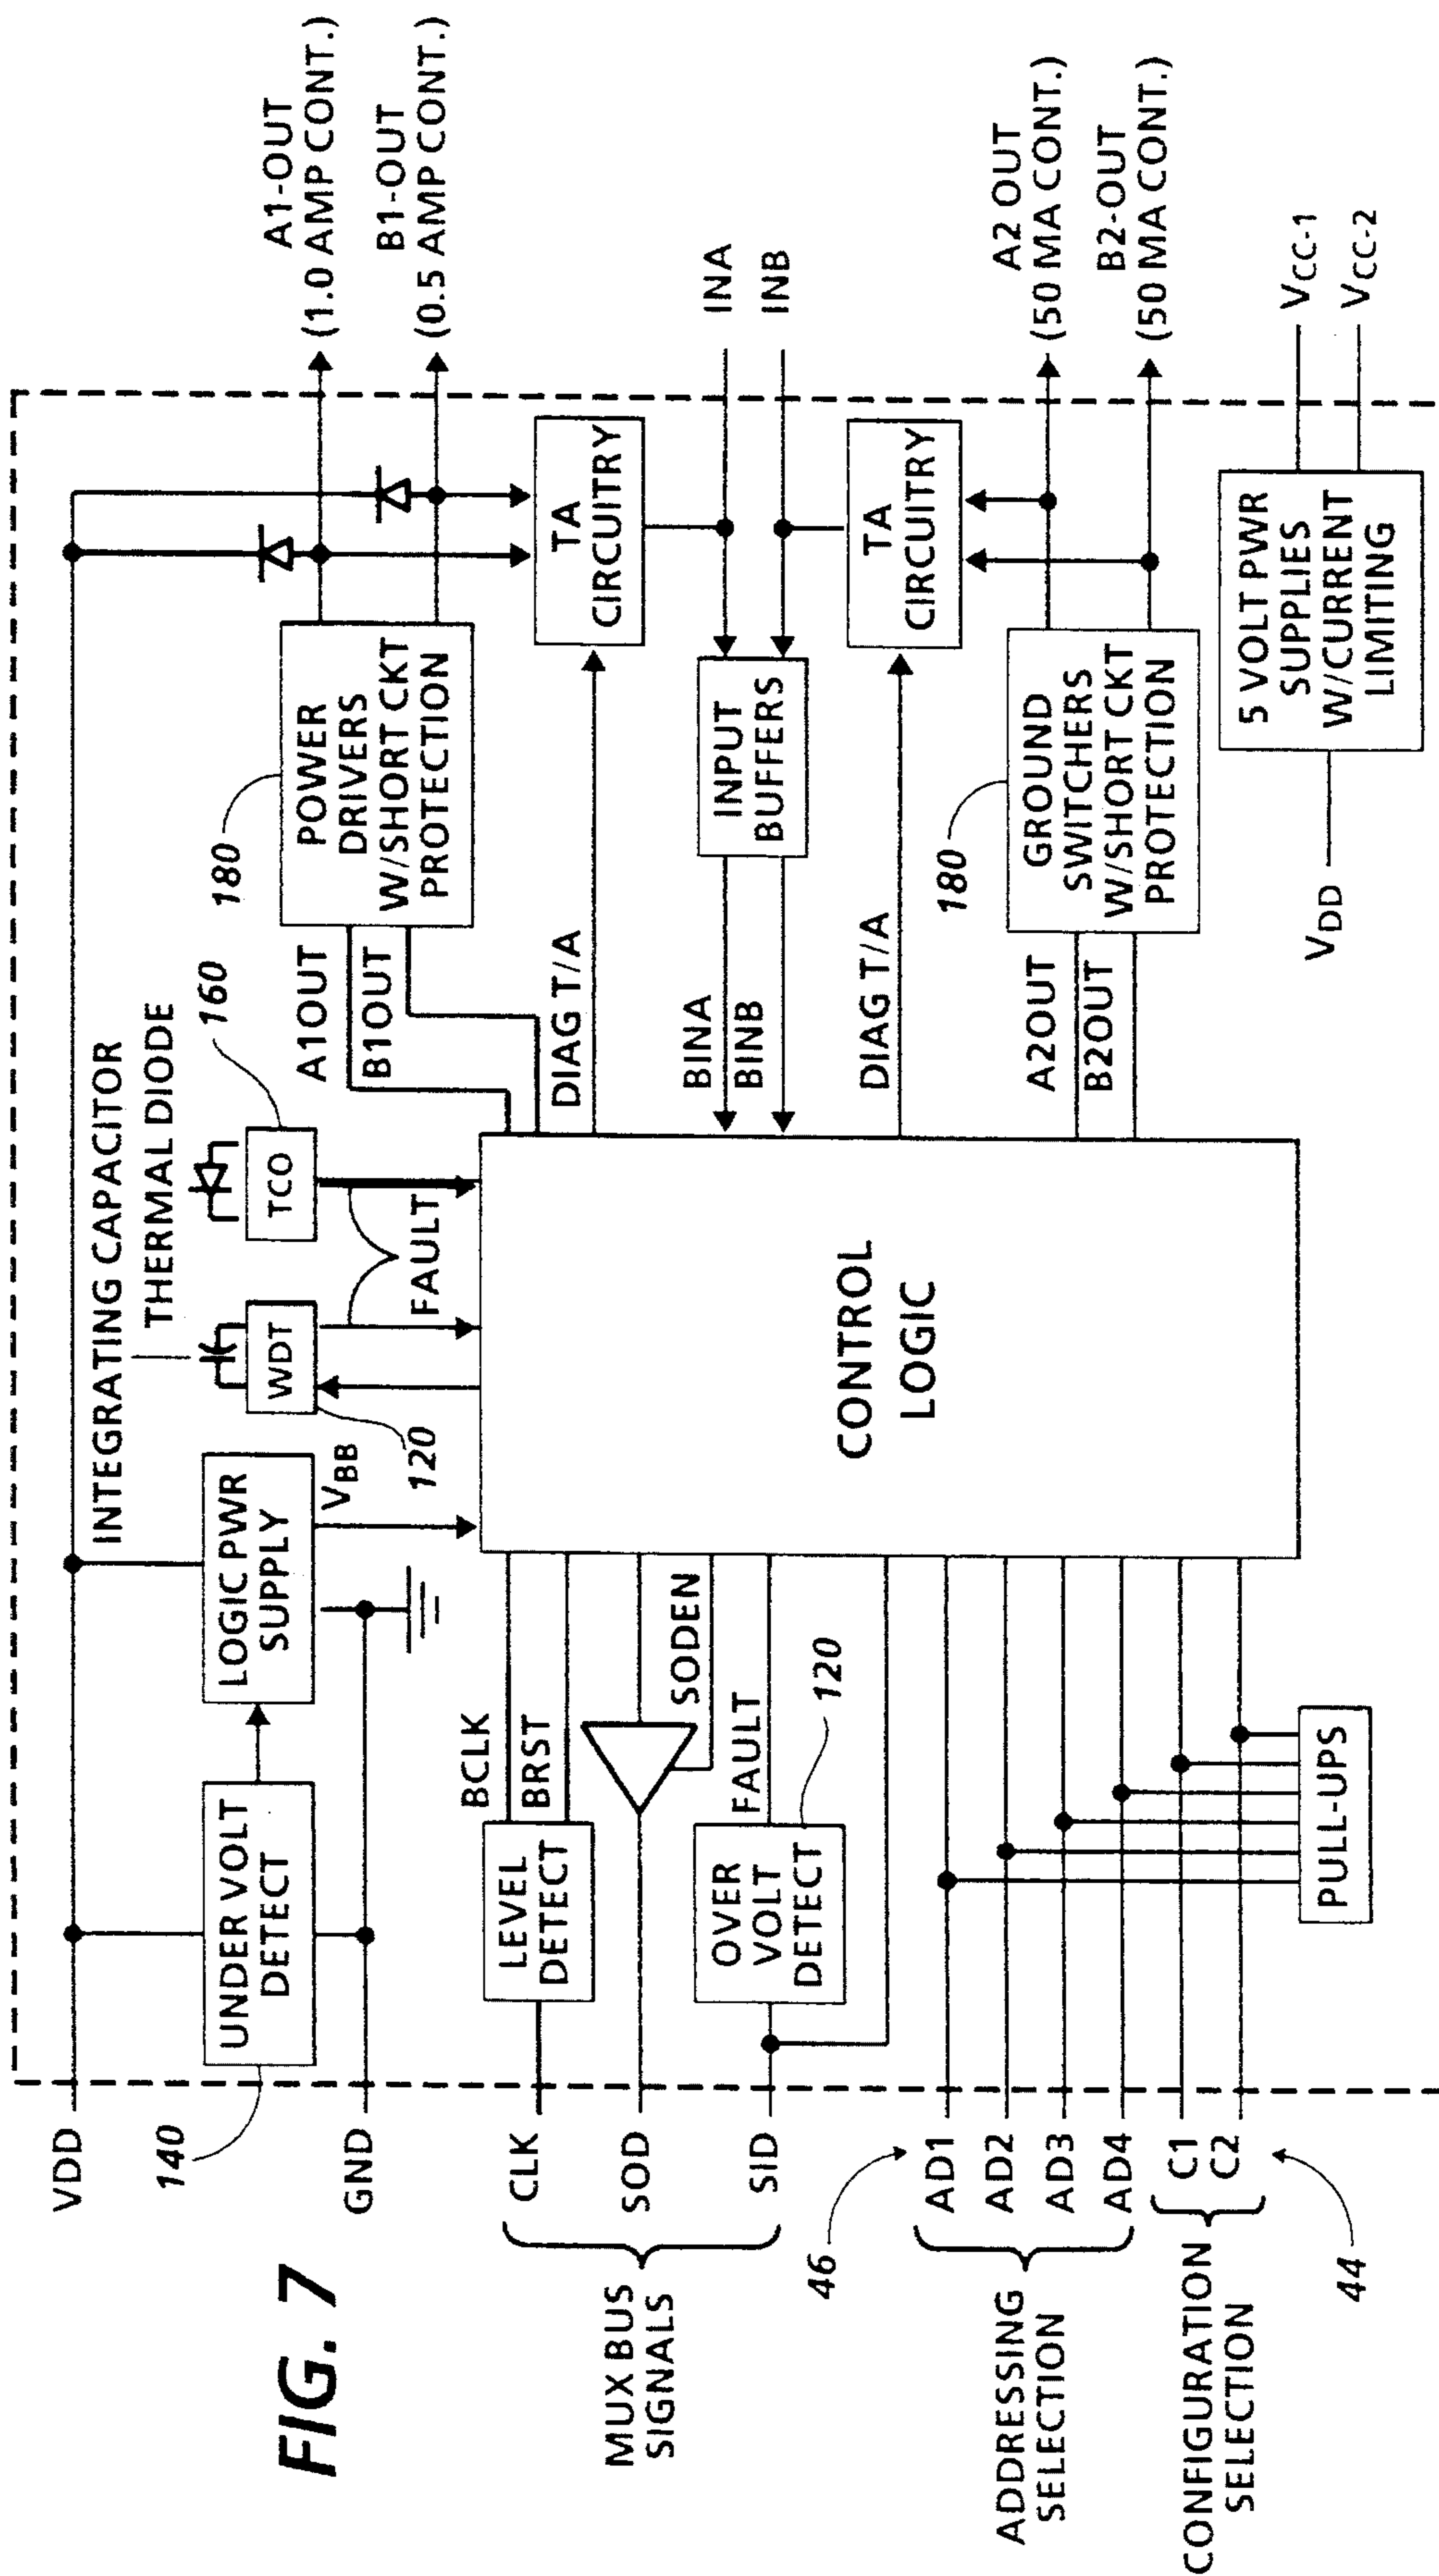 FIG. 7
VDD
140
GND
UNDER VOLT
DETECT
LOGIC PWR
SUPPLY
VBB
INTEGRATING CAPACITOR
THERMAL DIODE
WDT
120
TCO
160
FAULT
A1OUT
B1OUT
180
POWER
DRIVERS
W/SHORT CKT
PROTECTION
A1-OUT
(1.0 AMP CONT.)
B1-OUT
(0.5 AMP CONT.)
MUX BUS
SIGNALS
CLK
SOD
SID
LEVEL
DETECT
BCLK
BRST
SODEN
OVER
VOLT
DETECT
FAULT
120
CONTROL
LOGIC
DIAG T/A
TA
CIRCUITRY
BINA
BINB
INPUT
BUFFERS
INA
INB
DIAG T/A
TA
CIRCUITRY
46
ADDRESSING
SELECTION
AD1
AD2
AD3
AD4
CONFIGURATION
SELECTION
C1
C2
44
PULL-UPS
A2OUT
B2OUT
180
GROUND
SWITCHERS
W/SHORT CKT
PROTECTION
A2 OUT
(50 MA CONT.)
B2-OUT
(50 MA CONT.)
VDD
5 VOLT PWR
SUPPLIES
W/CURRENT
LIMITING
VCC-1
VCC-2